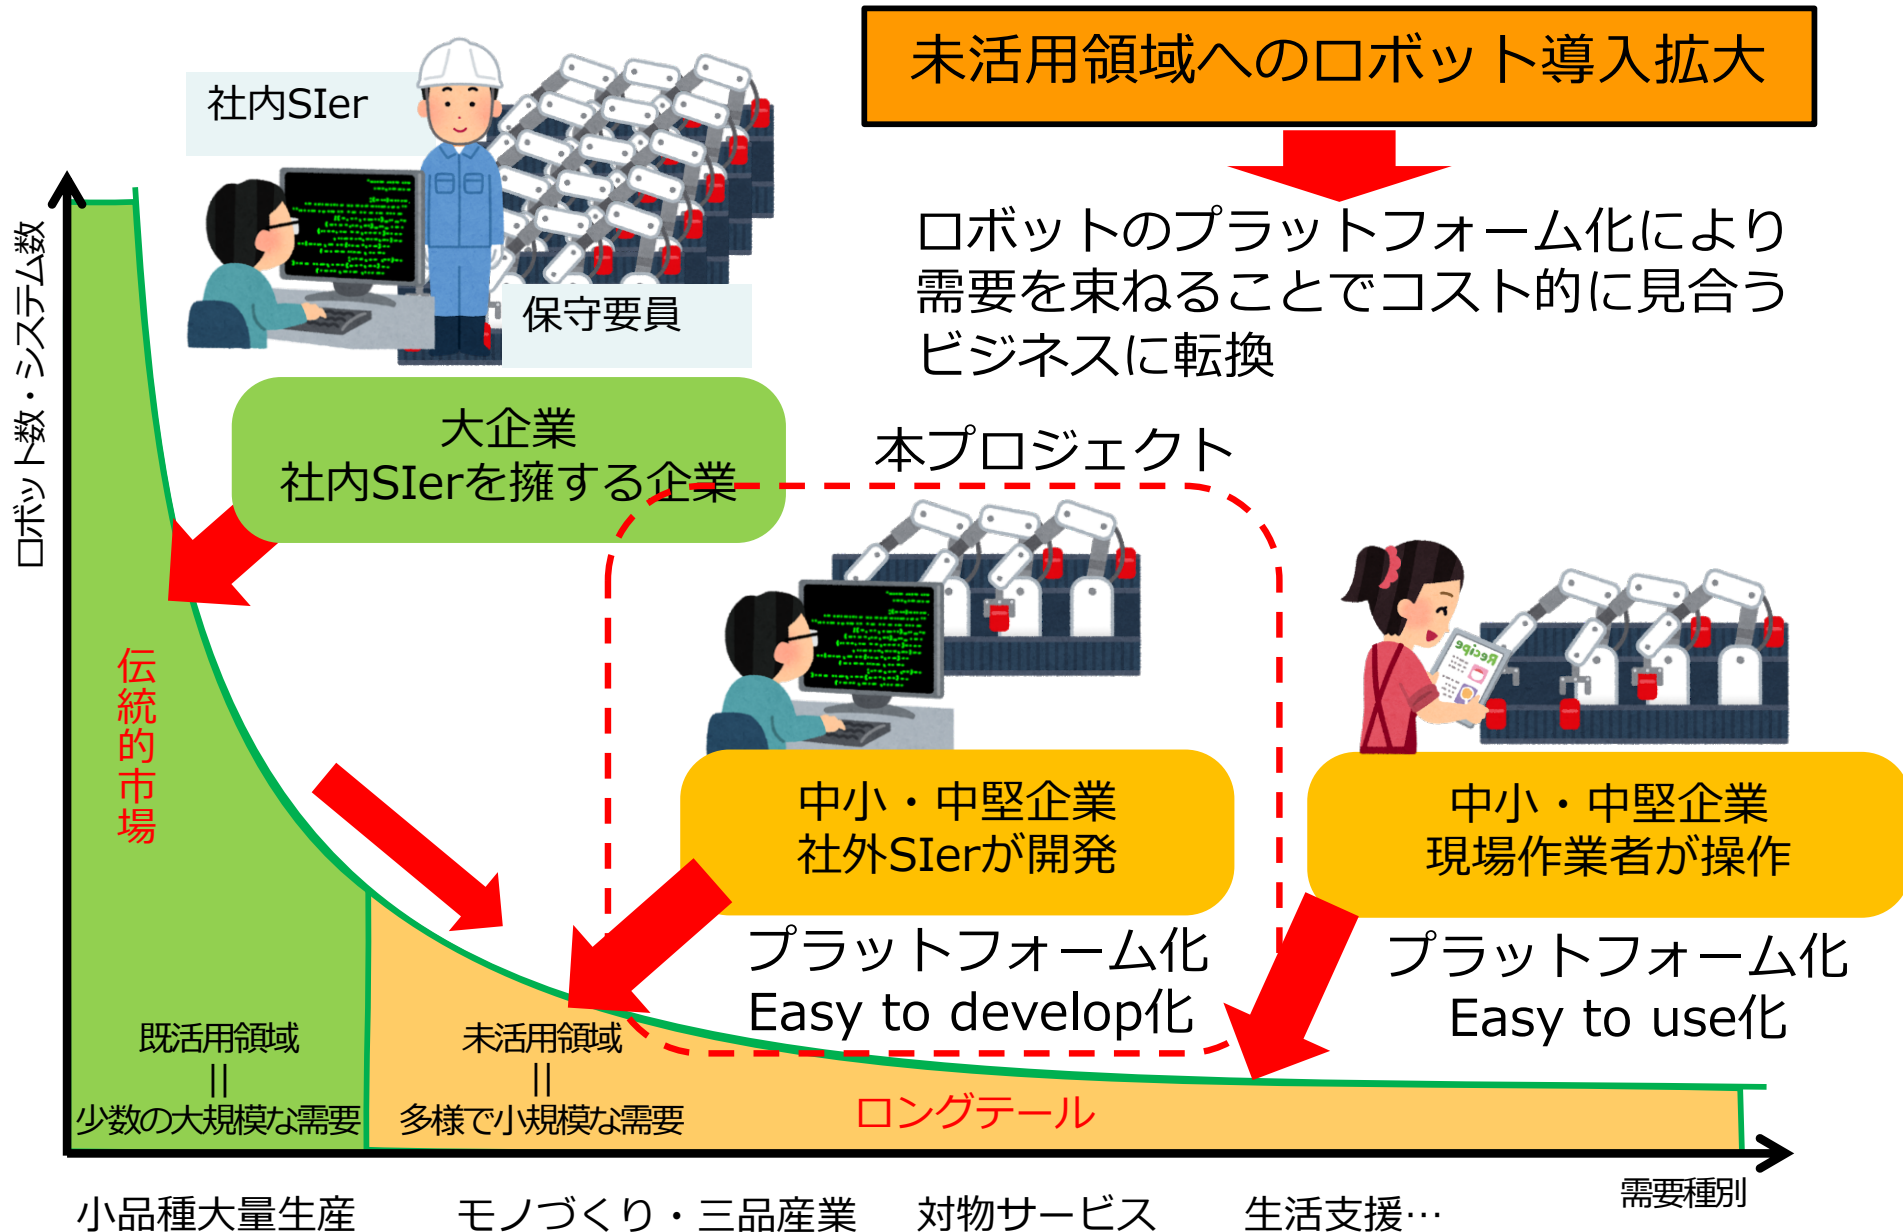 未活用領域へのロボット導入拡大
ロボットのプラットフォーム化により
需要を束ねることでコスト的に見合う
ビジネスに転換
社内SIer
保守要員
ロボット数・システム数
大企業
社内SIerを擁する企業
本プロジェクト
伝統的市場
Recipe
中小・中堅企業
社外SIerが開発
プラットフォーム化
Easy to develop化
中小・中堅企業
現場作業者が操作
プラットフォーム化
Easy to use化
既活用領域
||
少数の大規模な需要
未活用領域
||
多様で小規模な需要
ロングテール
需要種別
小品種大量生産
モノづくり・三品産業
対物サービス
生活支援…